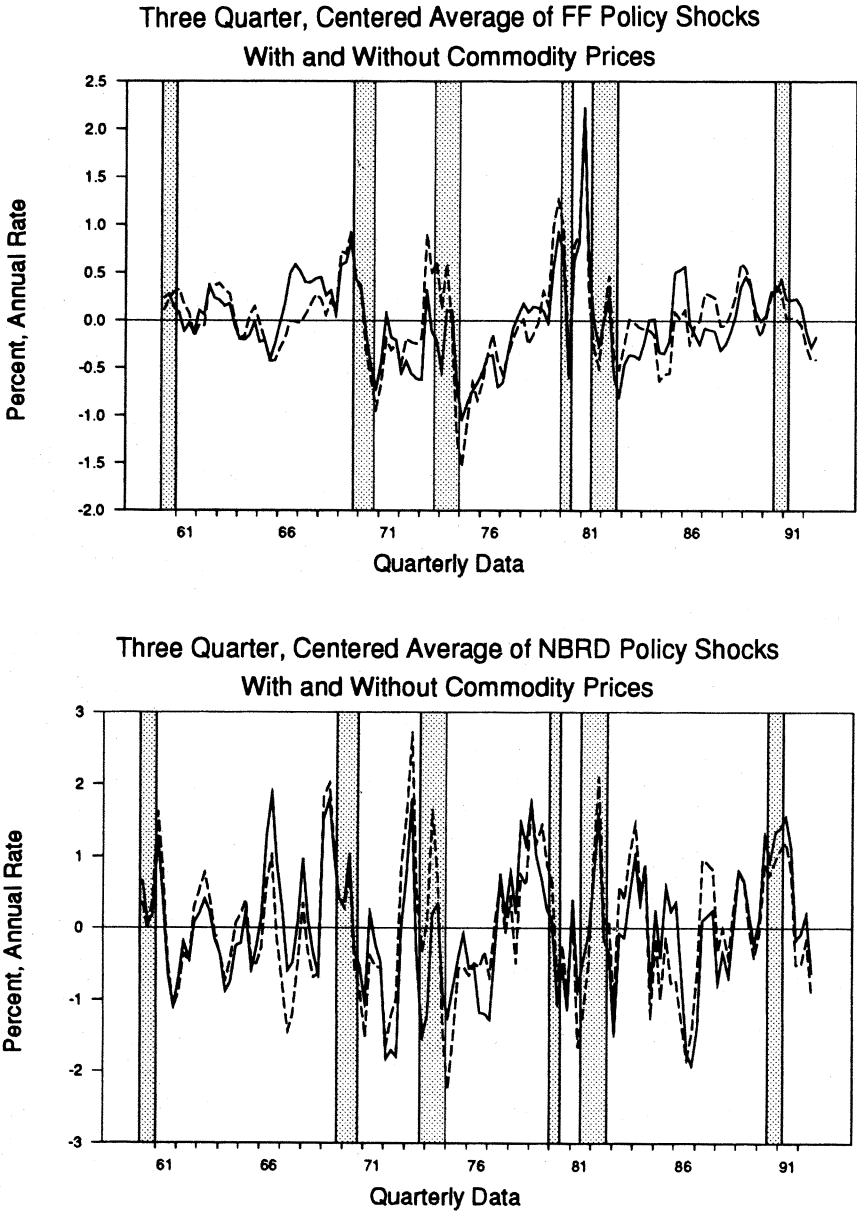 Three Quarter, Centered Average of FF Policy Shocks
With and Without Commodity Prices
2.5
2.0
1.5
1.0
0.5
0.0
-0.5
-1.0
-1.5
-2.0
Percent, Annual Rate
61 66 71 76 81 86 91
Quarterly Data
Three Quarter, Centered Average of NBRD Policy Shocks
With and Without Commodity Prices
3
2
1
0
-1
-2
-3
Percent, Annual Rate
61 66 71 76 81 86 91
Quarterly Data